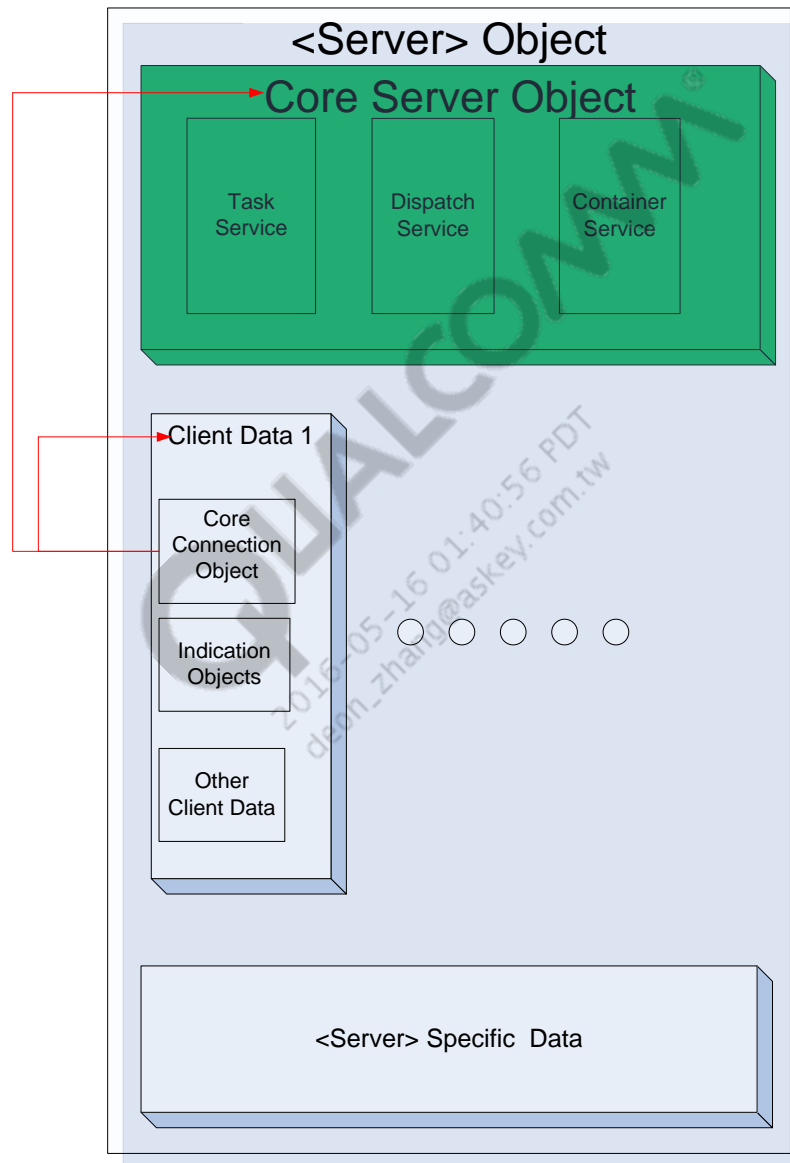 <Server> Object
Core Server Object
Task
Service
Dispatch
Service
Container
Service
Client Data 1
Core
Connection
Object
Indication
Objects
Other
Client Data
<Server> Specific Data
QUALCOMM®
2016-05-16 01:40:56 PDT
deon_zhang@askey.com.tw